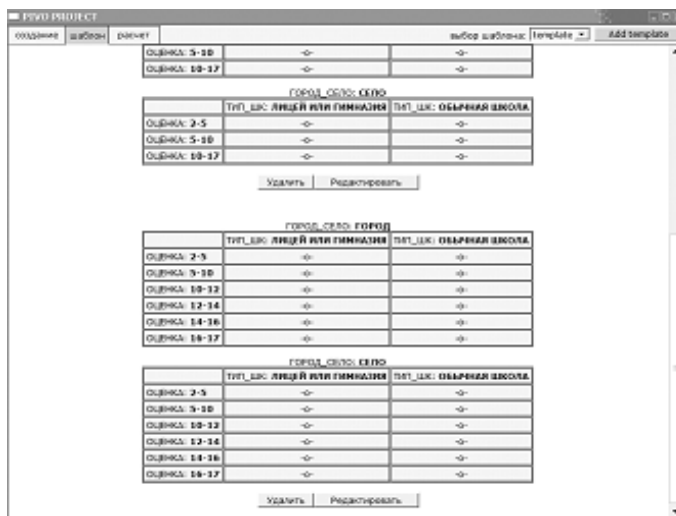 PIVO PROJECT
создание шаблон расчет выбор шаблона: template Add template
ОЦЕНКА: 5-10 -0- -0-
ОЦЕНКА: 10-17 -0- -0-
ГОРОД_СЕЛО: СЕЛО
ТИП_ШК: ЛИЦЕЙ ИЛИ ГИМНАЗИЯ ТИП_ШК: ОБЫЧНАЯ ШКОЛА
ОЦЕНКА: 2-5 -0- -0-
ОЦЕНКА: 5-10 -0- -0-
ОЦЕНКА: 10-17 -0- -0-
Удалить Редактировать
ГОРОД_СЕЛО: ГОРОД
ТИП_ШК: ЛИЦЕЙ ИЛИ ГИМНАЗИЯ ТИП_ШК: ОБЫЧНАЯ ШКОЛА
ОЦЕНКА: 2-5 -0- -0-
ОЦЕНКА: 5-10 -0- -0-
ОЦЕНКА: 10-12 -0- -0-
ОЦЕНКА: 12-14 -0- -0-
ОЦЕНКА: 14-16 -0- -0-
ОЦЕНКА: 16-17 -0- -0-
ГОРОД_СЕЛО: СЕЛО
ТИП_ШК: ЛИЦЕЙ ИЛИ ГИМНАЗИЯ ТИП_ШК: ОБЫЧНАЯ ШКОЛА
ОЦЕНКА: 2-5 -0- -0-
ОЦЕНКА: 5-10 -0- -0-
ОЦЕНКА: 10-12 -0- -0-
ОЦЕНКА: 12-14 -0- -0-
ОЦЕНКА: 14-16 -0- -0-
ОЦЕНКА: 16-17 -0- -0-
Удалить Редактировать